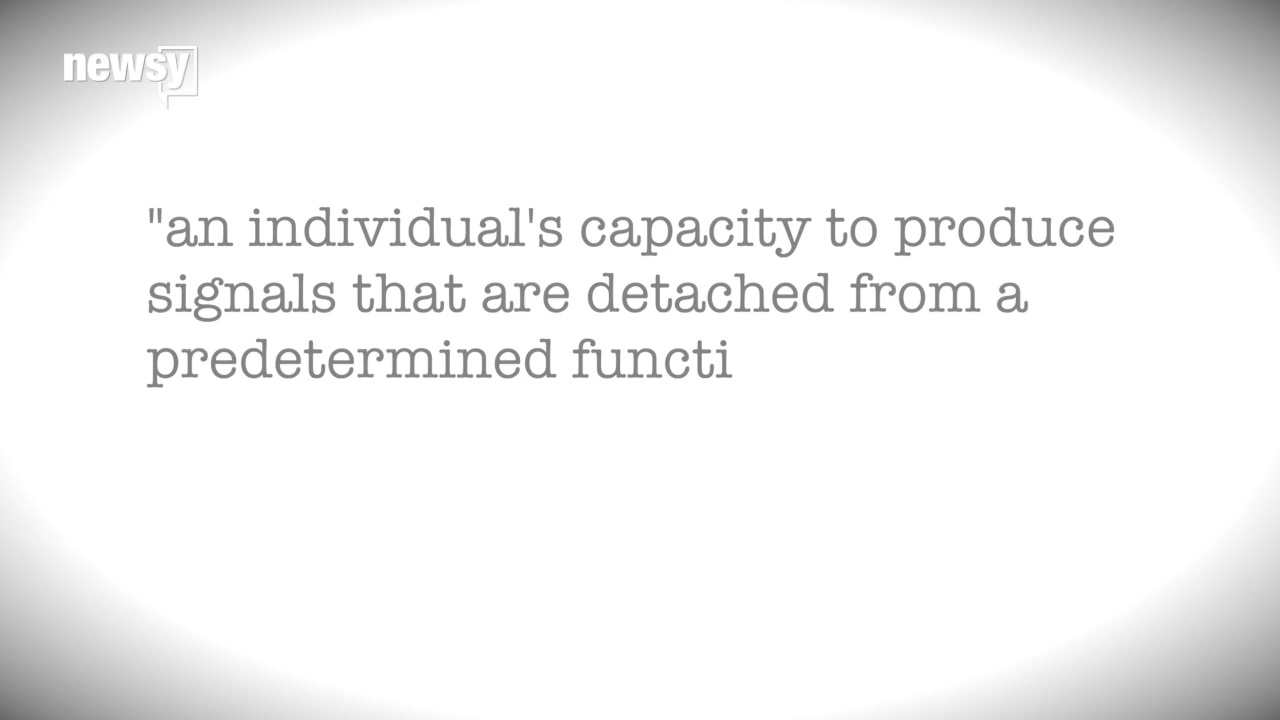 newsy
"an individual's capacity to produce
signals that are detached from a
predetermined functi